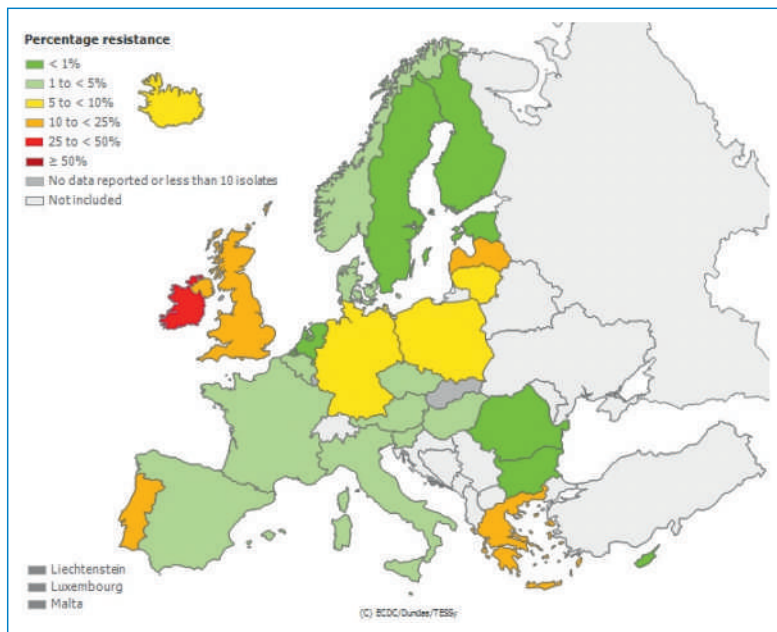 Percentage resistance
< 1%
1 to < 5%
5 to < 10%
10 to < 25%
25 to < 50%
≥ 50%
No data reported or less than 10 isolates
Not included
Liechtenstein
Luxembourg
Malta
(C) ECDC/Dundas/TESSy